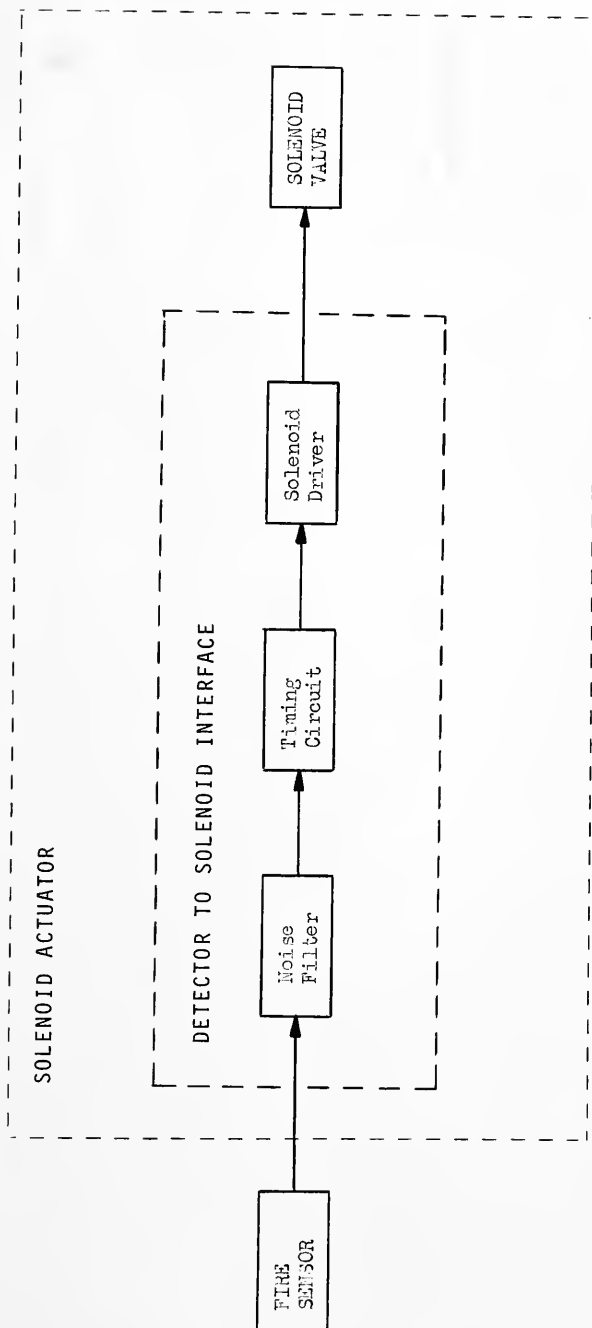 SOLENOID ACTUATOR
DETECTOR TO SOLENOID INTERFACE
FIRE
SENSOR
Noise
Filter
Timing
Circuit
Solenoid
Driver
SOLENOID
VALVE